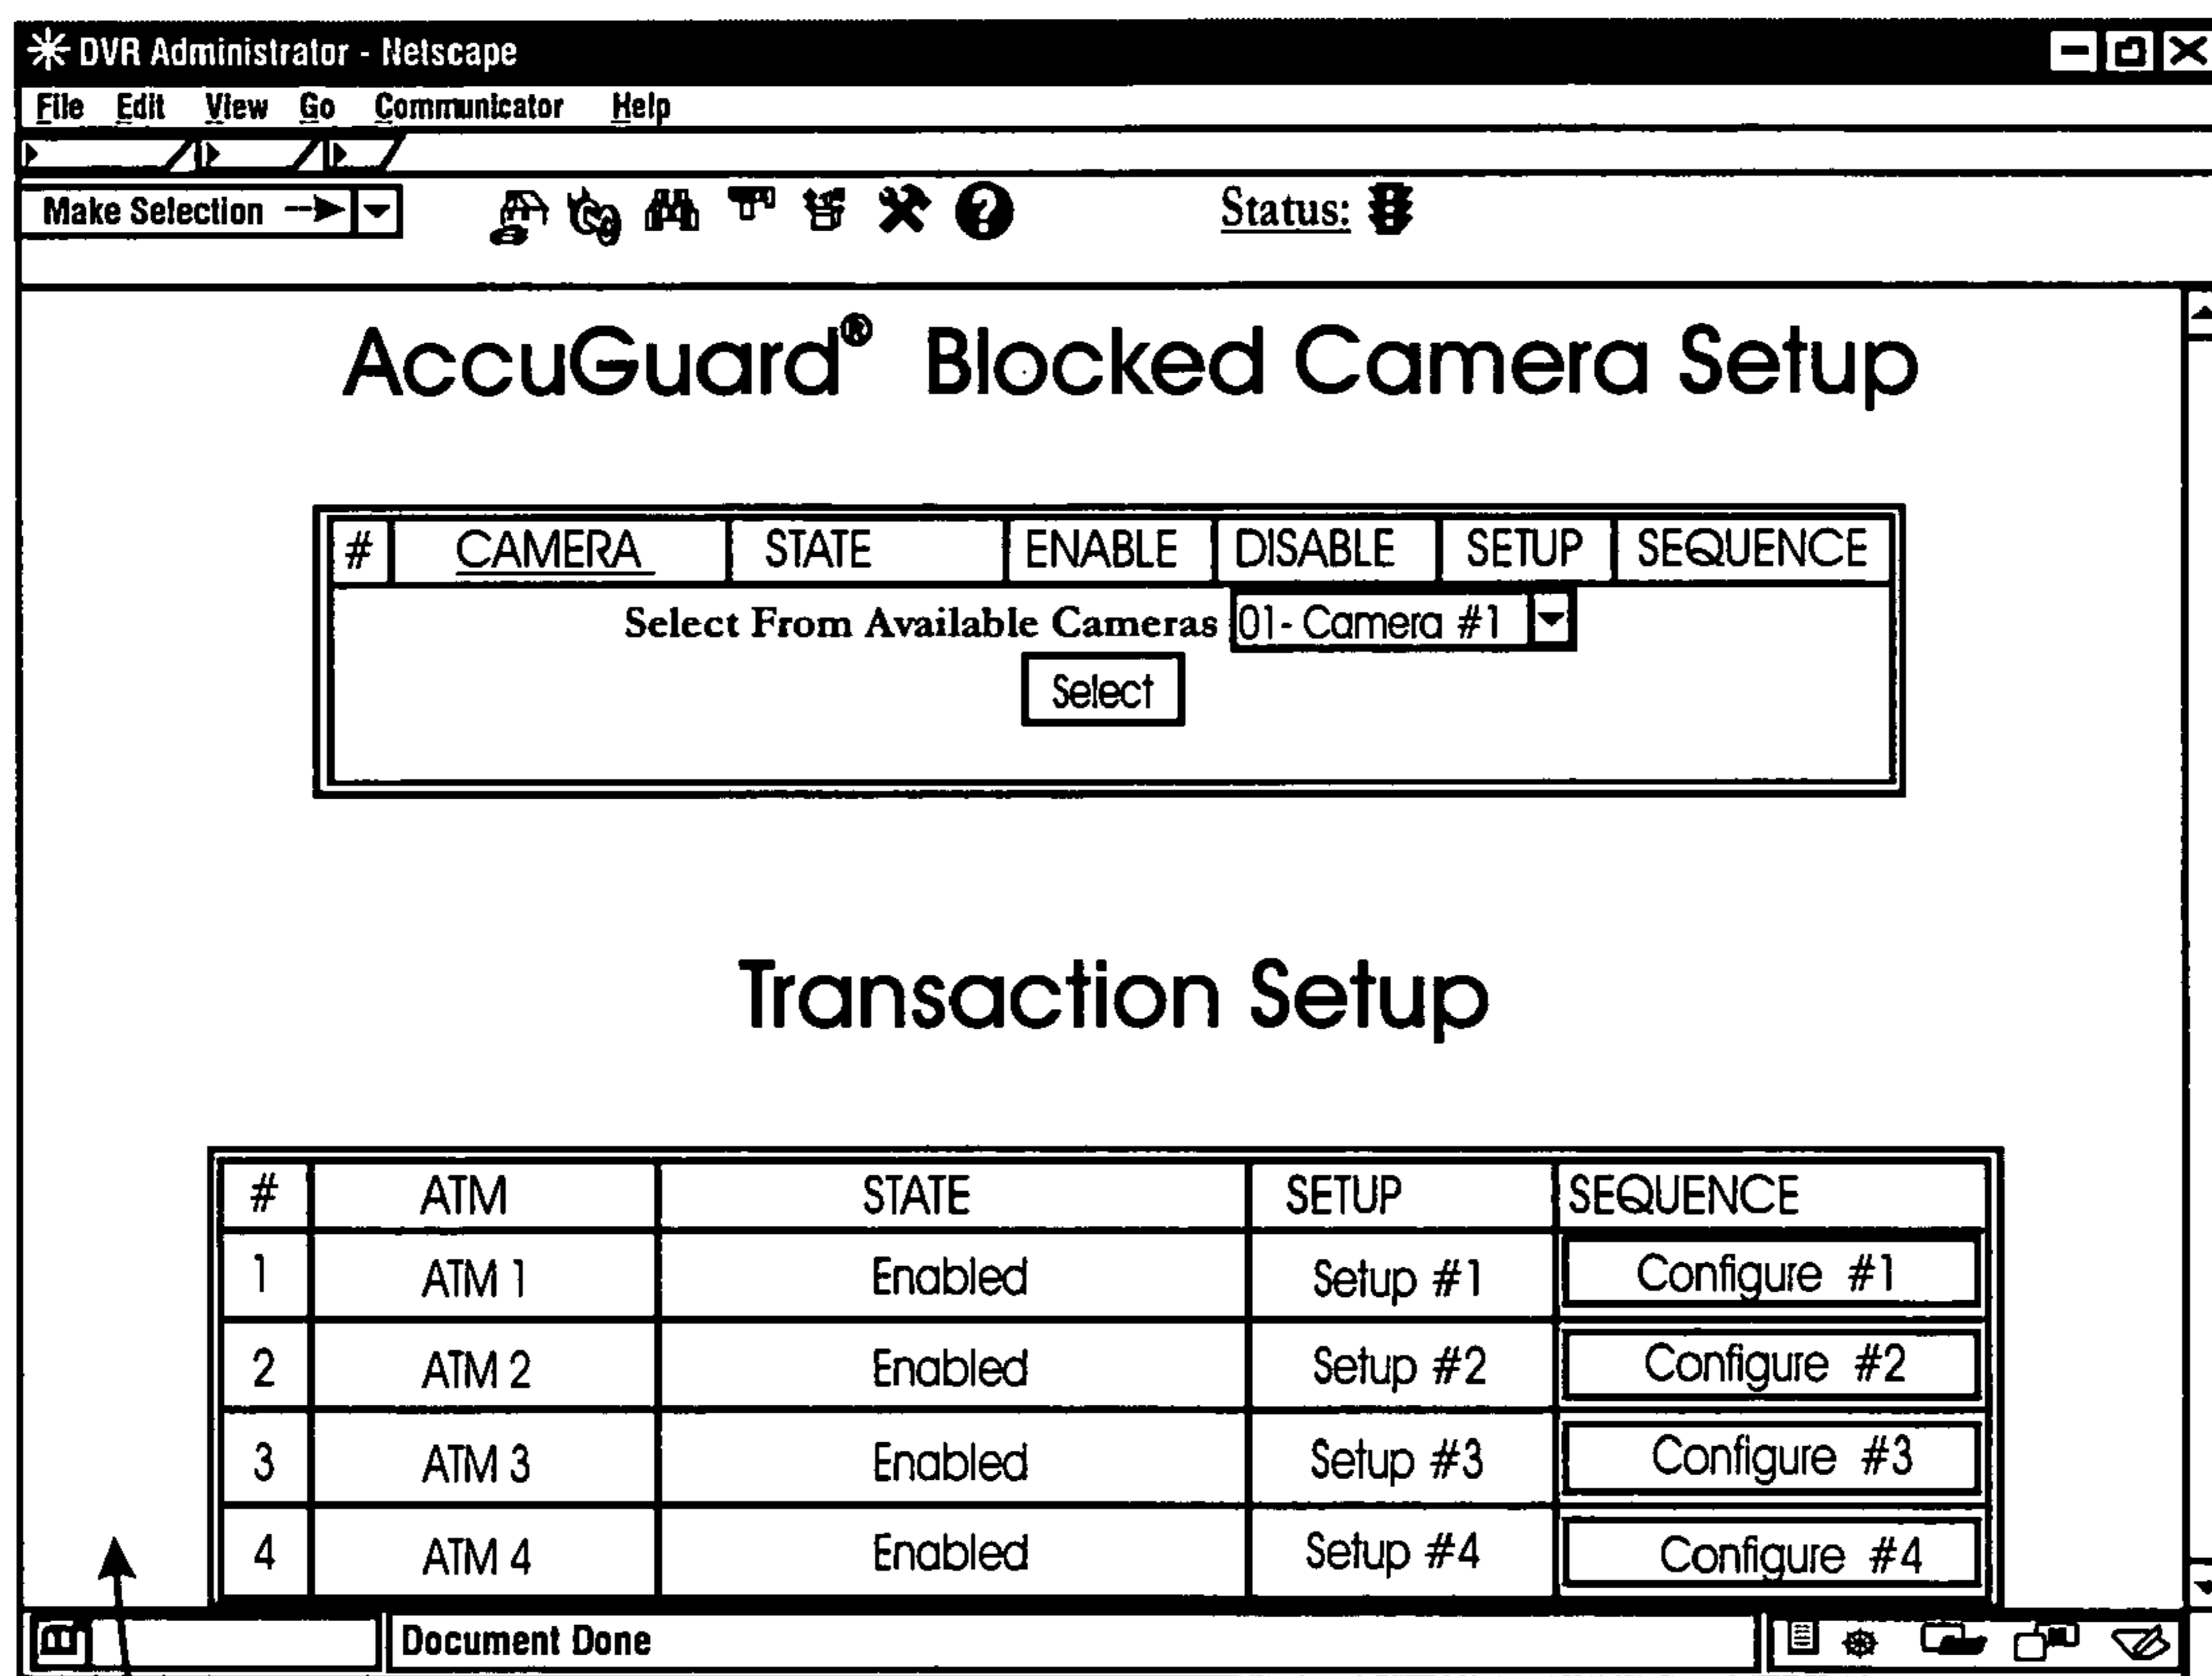 DVR Administrator - Netscape
File Edit View Go Communicator Help
Make Selection Status:
AccuGuard® Blocked Camera Setup
# CAMERA STATE ENABLE DISABLE SETUP SEQUENCE
Select From Available Cameras 01- Camera #1
Select
Transaction Setup
# ATM STATE SETUP SEQUENCE
1 ATM 1 Enabled Setup #1 Configure #1
2 ATM 2 Enabled Setup #2 Configure #2
3 ATM 3 Enabled Setup #3 Configure #3
4 ATM 4 Enabled Setup #4 Configure #4
Document Done